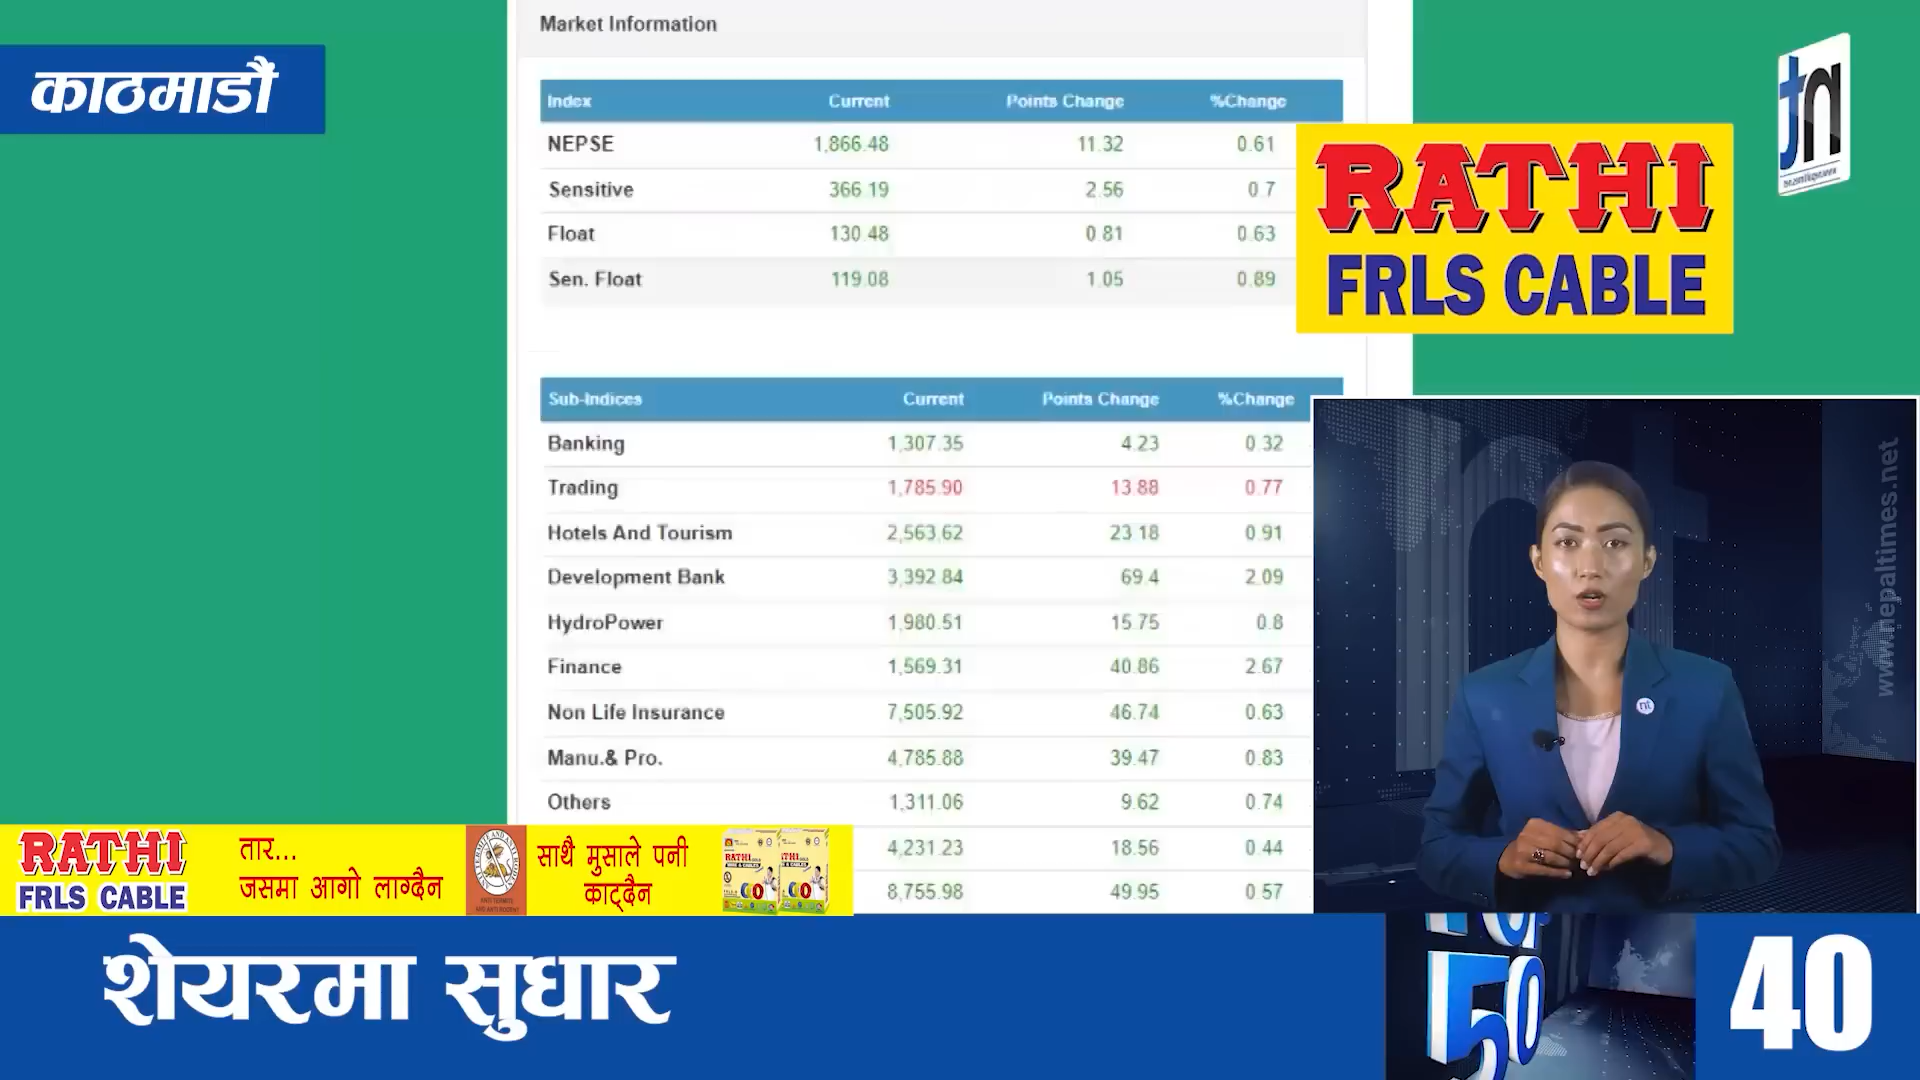 काठमाडौं
Market Information
Index Current Points Change %Change
NEPSE 1,866.48 11.32 0.61
Sensitive 366.19 2.56 0.7
Float 130.48 0.81 0.63
Sen. Float 119.08 1.05 0.89
RATHI
FRLS CABLE
Sub-Indices Current Points Change %Change
Banking 1,307.35 4.23 0.32
Trading 1,785.90 13.88 0.77
Hotels And Tourism 2,563.62 23.18 0.91
Development Bank 3,392.84 69.4 2.09
HydroPower 1,980.51 15.75 0.8
Finance 1,569.31 40.86 2.67
Non Life Insurance 7,505.92 46.74 0.63
Manu.& Pro. 4,785.88 39.47 0.83
Others 1,311.06 9.62 0.74
4,231.23 18.56 0.44
8,755.98 49.95 0.57
www.nepaltimes.net
nt
RATHI
FRLS CABLE
तार...
जसमा आगो लाग्दैन
साथै मुसाले पनी
काट्दैन
RATHI
शेयरमा सुधार
TOP
50
40